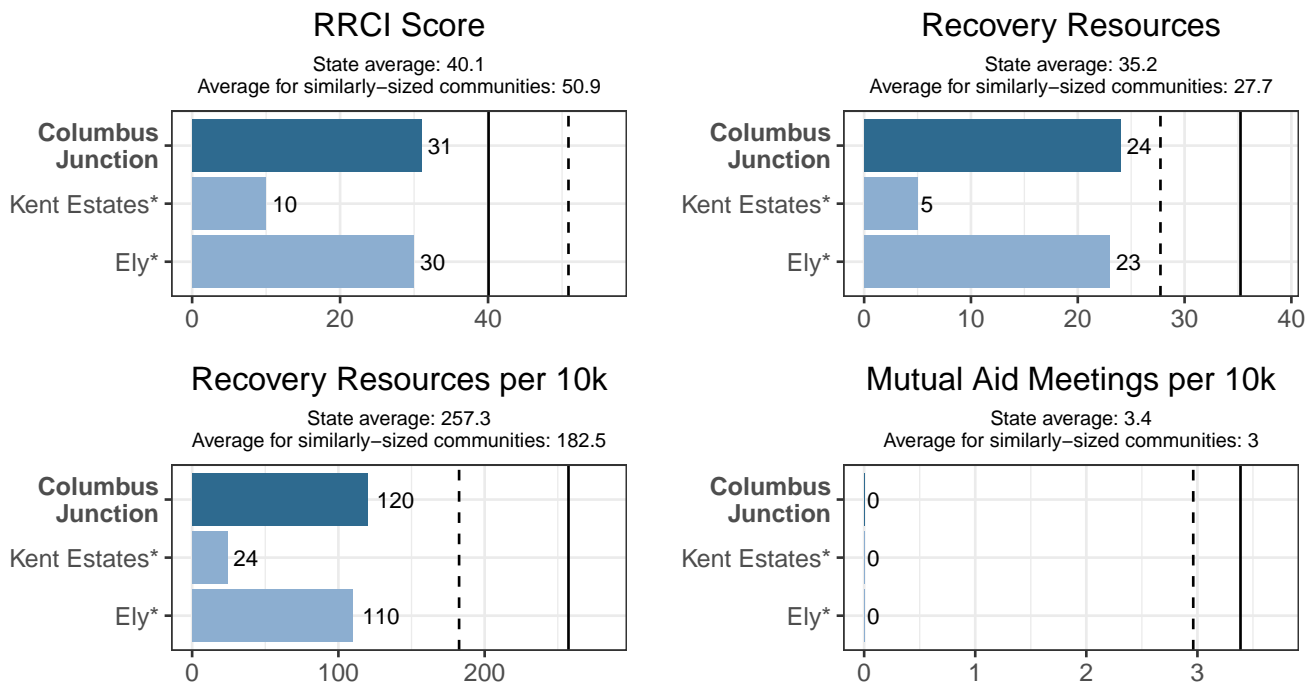 RRCI Score
State average: 40.1
Average for similarly−sized communities: 50.9
Columbus
Junction
31
Kent Estates*
10
Ely*
30
0
20
40
Recovery Resources
State average: 35.2
Average for similarly−sized communities: 27.7
Columbus
Junction
24
Kent Estates*
5
Ely*
23
0
10
20
30
40
Recovery Resources per 10k
State average: 257.3
Average for similarly−sized communities: 182.5
Columbus
Junction
120
Kent Estates*
24
Ely*
110
0
100
200
Mutual Aid Meetings per 10k
State average: 3.4
Average for similarly−sized communities: 3
Columbus
Junction
0
Kent Estates*
0
Ely*
0
0
1
2
3